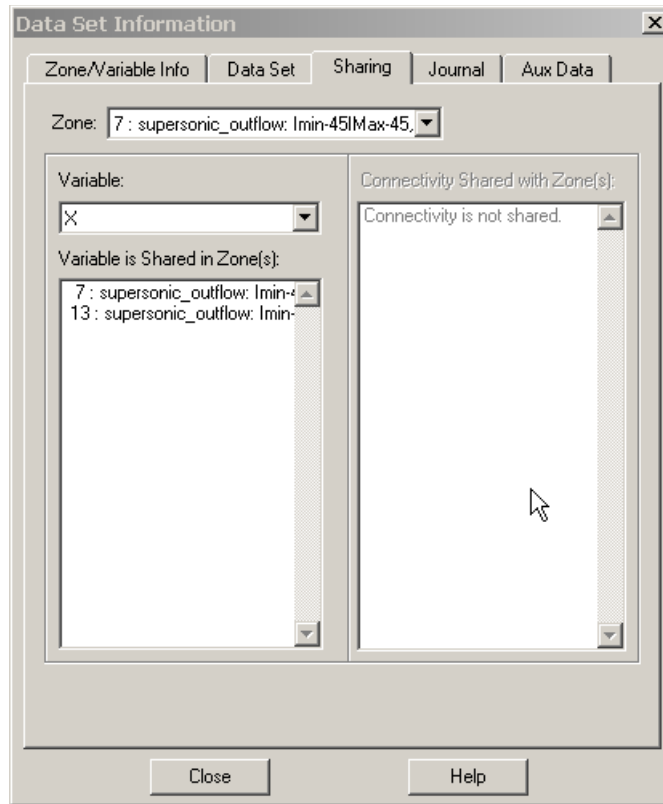 Data Set Information
Zone/Variable Info Data Set Sharing Journal Aux Data
Zone: 7 : supersonic_outflow: Imin-45IMax-45,
Variable:
X
Variable is Shared in Zone(s):
7 : supersonic_outflow: Imin-4
13 : supersonic_outflow: Imin-
Connectivity Shared with Zone(s):
Connectivity is not shared.
Close Help